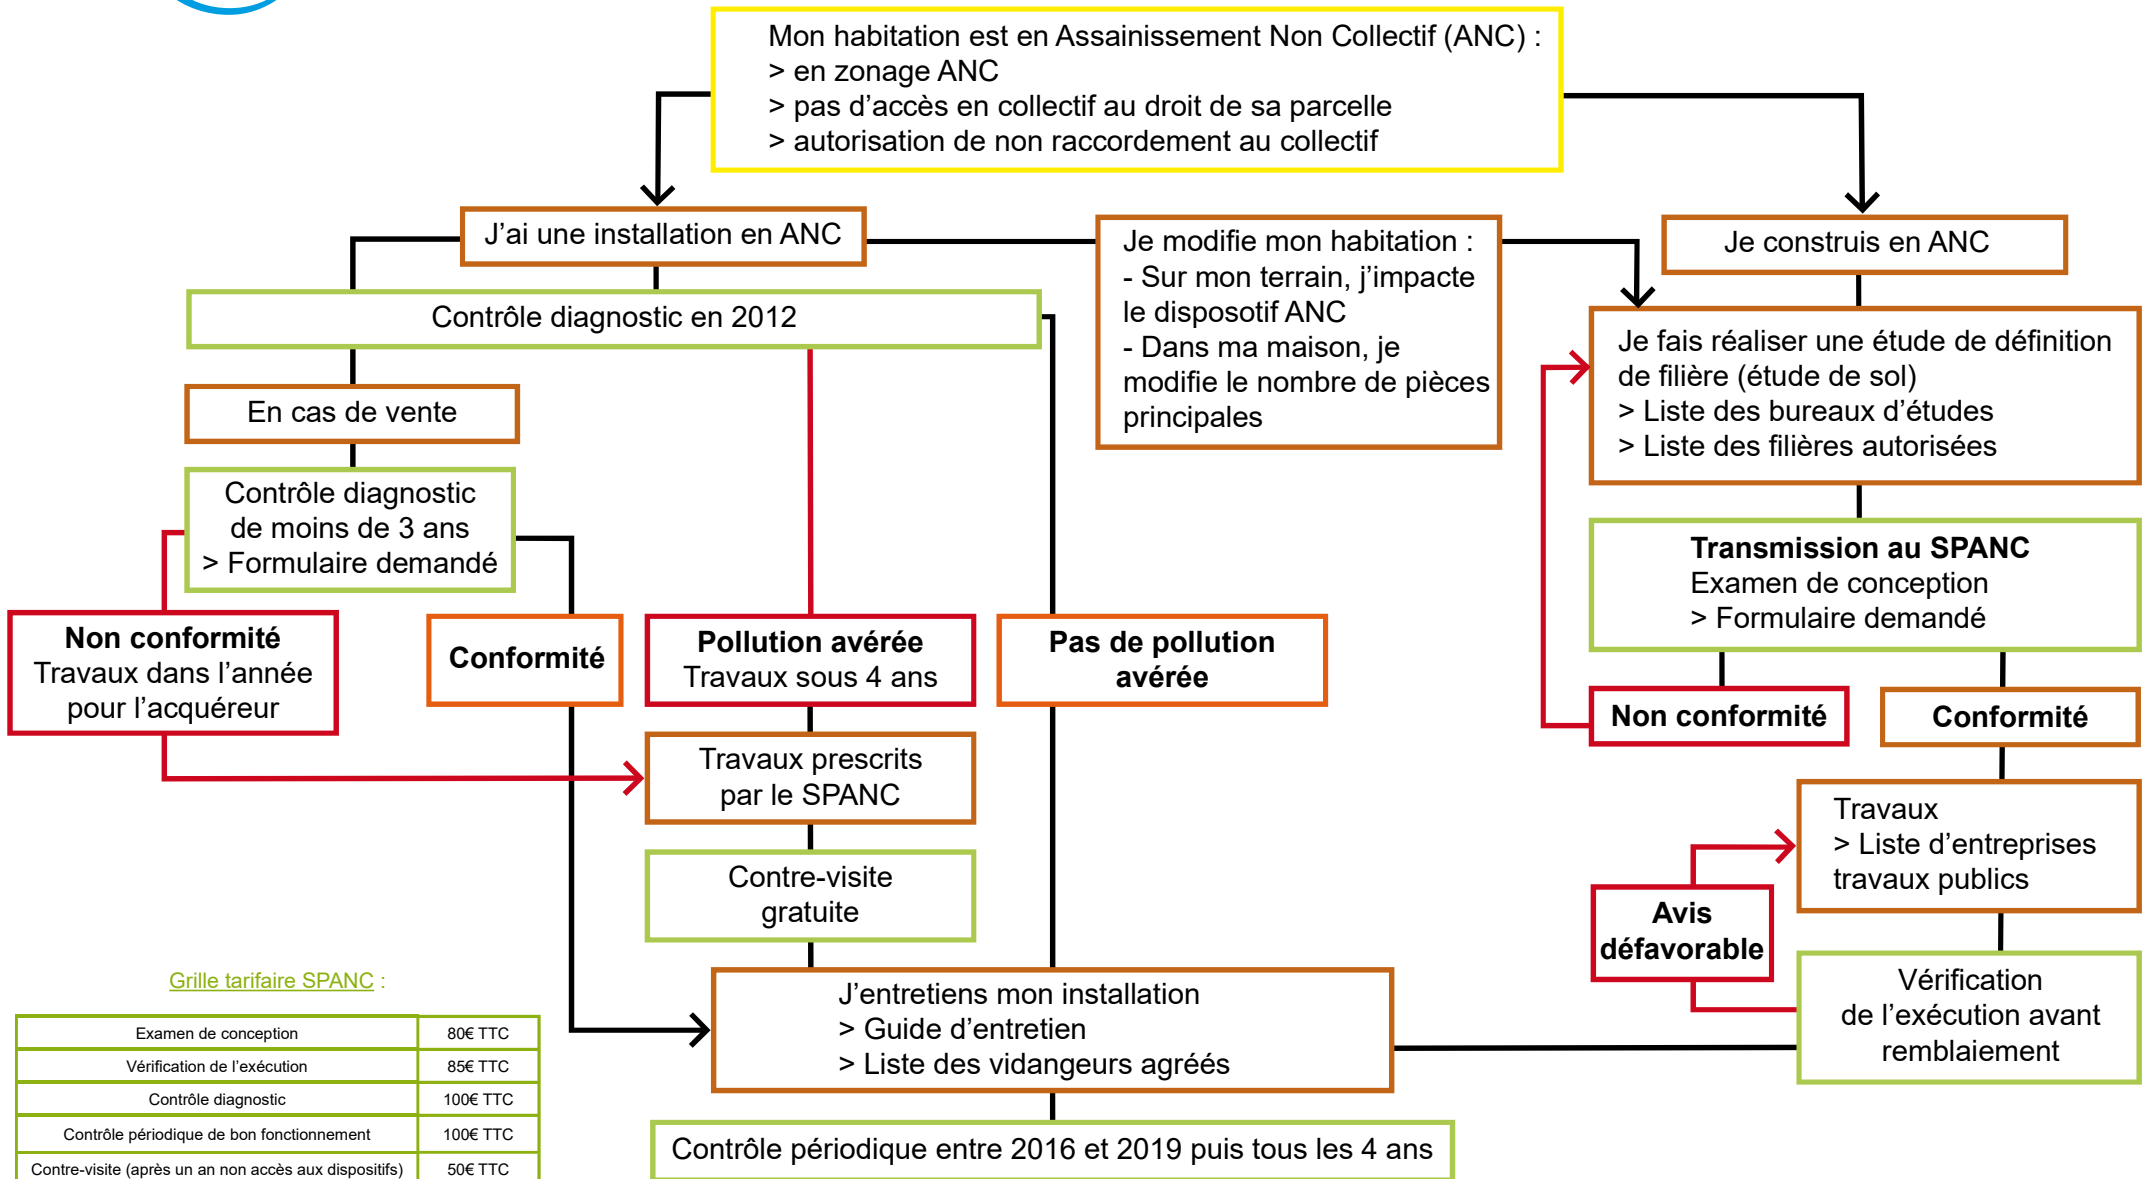 Mon habitation est en Assainissement Non Collectif (ANC) :
> en zonage ANC
> pas d'accès en collectif au droit de sa parcelle
> autorisation de non raccordement au collectif
J'ai une installation en ANC
Je modifie mon habitation :
- Sur mon terrain, j'impacte
le disposotif ANC
- Dans ma maison, je
modifie le nombre de pièces
principales
Je construis en ANC
Contrôle diagnostic en 2012
Je fais réaliser une étude de définition
de filière (étude de sol)
> Liste des bureaux d'études
> Liste des filières autorisées
En cas de vente
Contrôle diagnostic
de moins de 3 ans
> Formulaire demandé
Transmission au SPANC
Examen de conception
> Formulaire demandé
Non conformité
Travaux dans l'année
pour l'acquéreur
Conformité
Pollution avérée
Travaux sous 4 ans
Pas de pollution
avérée
Non conformité
Conformité
Travaux prescrits
par le SPANC
Travaux
> Liste d'entreprises
travaux publics
Contre-visite
gratuite
Avis
défavorable
Vérification
de l'exécution avant
remblaiement
J'entretiens mon installation
> Guide d'entretien
> Liste des vidangeurs agréés
Contrôle périodique entre 2016 et 2019 puis tous les 4 ans
Grille tarifaire SPANC :
Examen de conception 80€ TTC
Vérification de l'exécution 85€ TTC
Contrôle diagnostic 100€ TTC
Contrôle périodique de bon fonctionnement 100€ TTC
Contre-visite (après un an non accès aux dispositifs) 50€ TTC